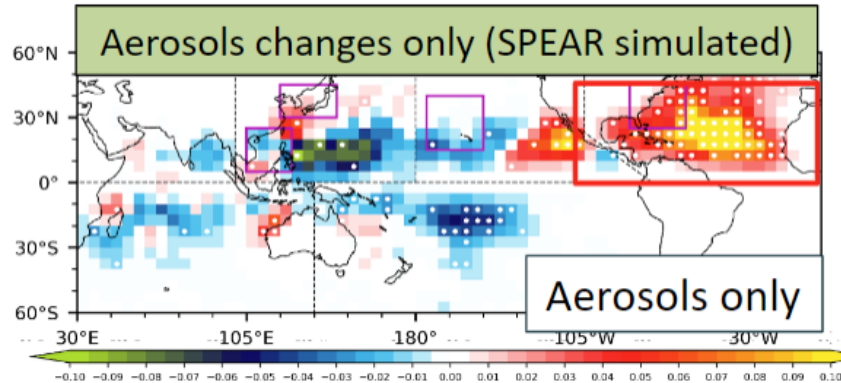 Aerosols changes only (SPEAR simulated)
60°N
30°N
0°
30°S
60°S
Aerosols only
30°E -105°E -180° -105°W -30°W
-0.10 -0.09 -0.08 -0.07 -0.06 -0.05 -0.04 -0.03 -0.02 -0.01 0.00 0.01 0.02 0.03 0.04 0.05 0.06 0.07 0.08 0.09 0.10